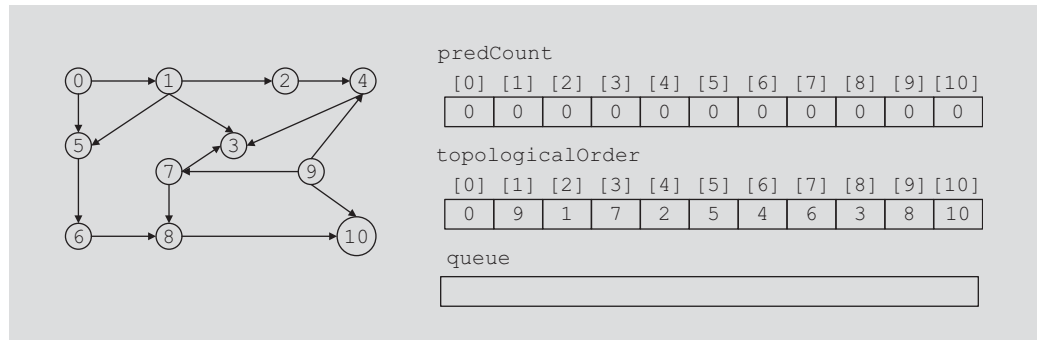 0 1 2 4
5 3
7 9
6 8 10
predCount
[0] [1] [2] [3] [4] [5] [6] [7] [8] [9] [10]
0 0 0 0 0 0 0 0 0 0 0
topologicalOrder
[0] [1] [2] [3] [4] [5] [6] [7] [8] [9] [10]
0 9 1 7 2 5 4 6 3 8 10
queue